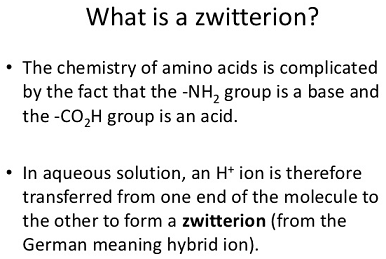 What is a zwitterion?
• The chemistry of amino acids is complicated
by the fact that the -NH₂ group is a base and
the -CO₂H group is an acid.
• In aqueous solution, an H⁺ ion is therefore
transferred from one end of the molecule to
the other to form a zwitterion (from the
German meaning hybrid ion).